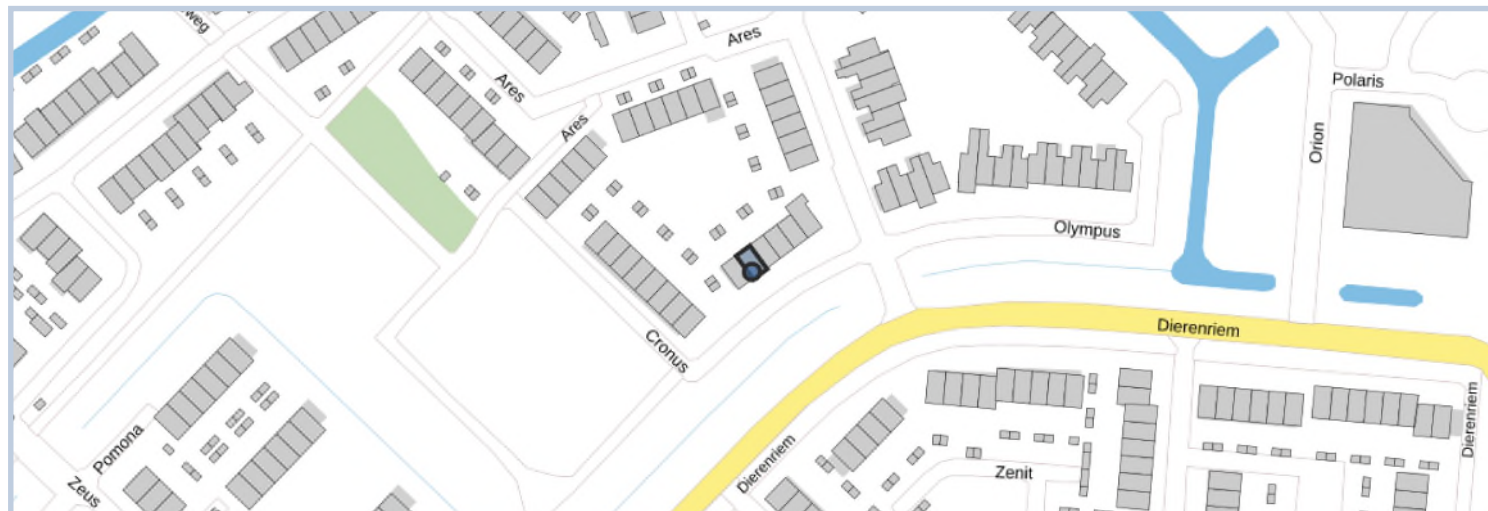 weg
Ares
Polaris
Ares
Ares
Orion
Olympus
Dierenriem
Cronus
Dierenriem
Pomona
Dierenriem
Zenit
Zeus